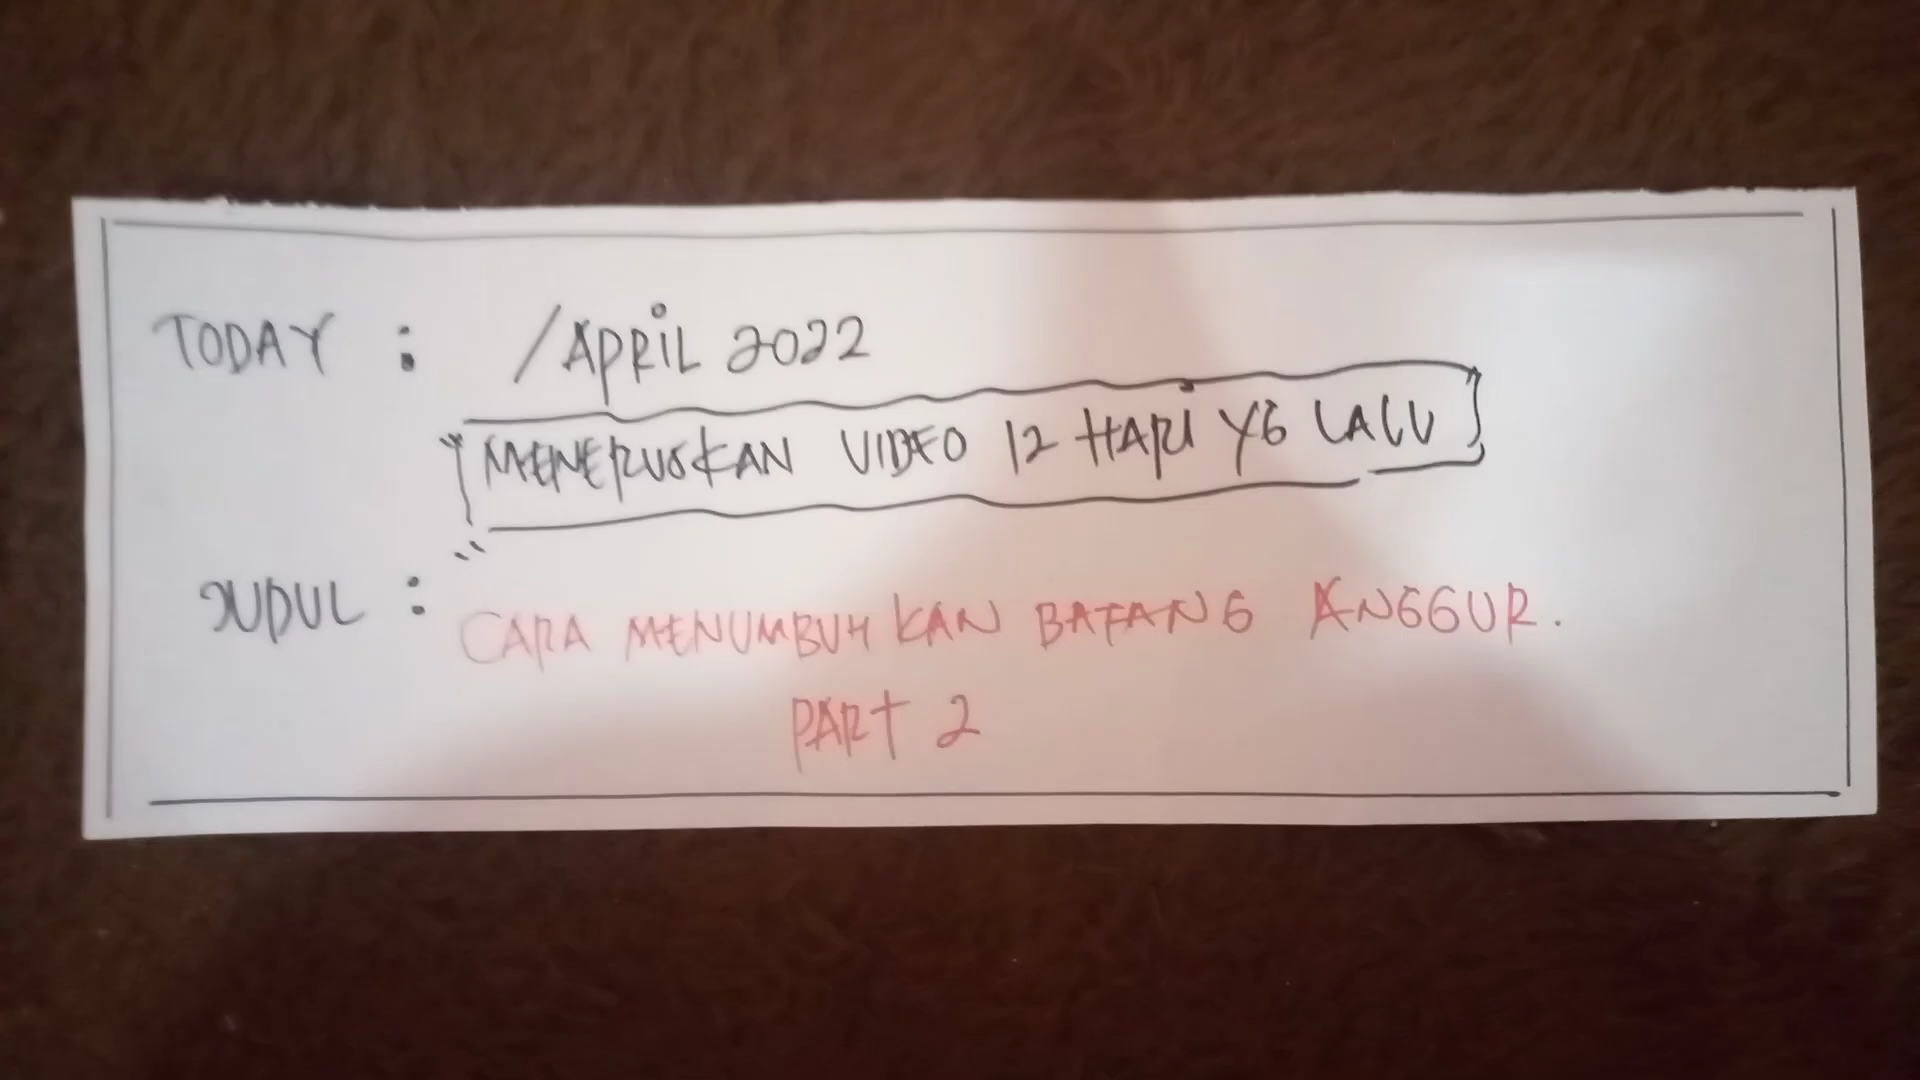 TODAY : /APRIL 2022
MENERUSKAN VIDEO 12 HARI YG LALU
JUDUL : CARA MENUMBUHKAN BATANG ANGGUR.
PART 2